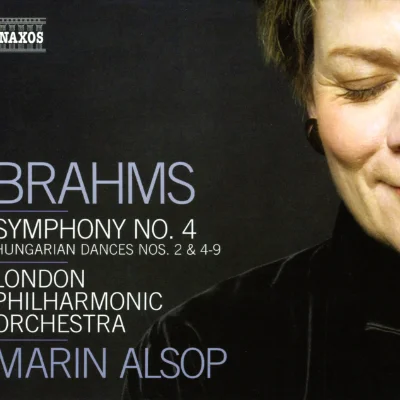 NAXOS
BRAHMS
SYMPHONY NO. 4
HUNGARIAN DANCES NOS. 2 & 4-9
LONDON
PHILHARMONIC
ORCHESTRA
MARIN ALSOP